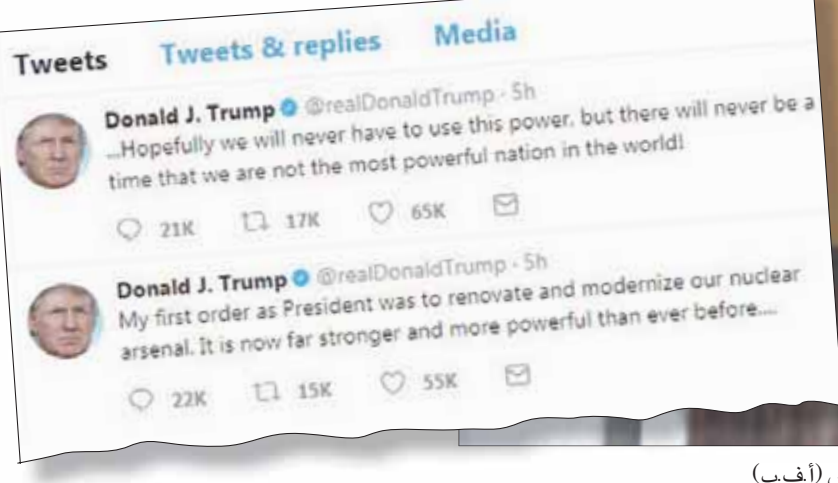 Tweets Tweets & replies Media
Donald J. Trump @realDonaldTrump · 5h
...Hopefully we will never have to use this power, but there will never be a
time that we are not the most powerful nation in the world!
21K 17K 65K
Donald J. Trump @realDonaldTrump · 5h
My first order as President was to renovate and modernize our nuclear
arsenal. It is now far stronger and more powerful than ever before....
22K 15K 55K
(أ.ف.ب)